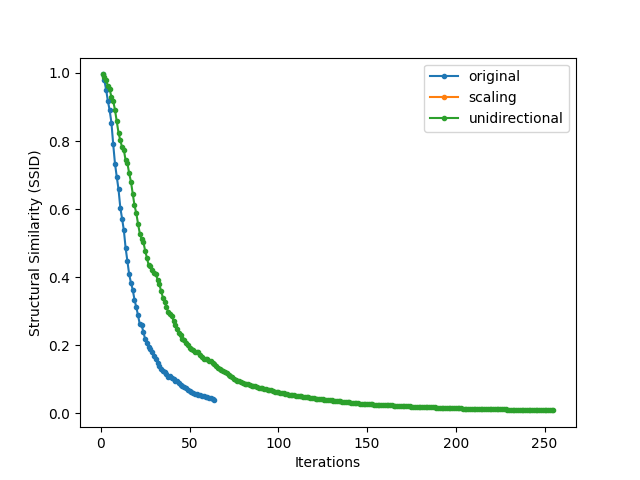 original
scaling
unidirectional
1.0
0.8
0.6
0.4
0.2
0.0
Structural Similarity (SSID)
0 50 100 150 200 250
Iterations